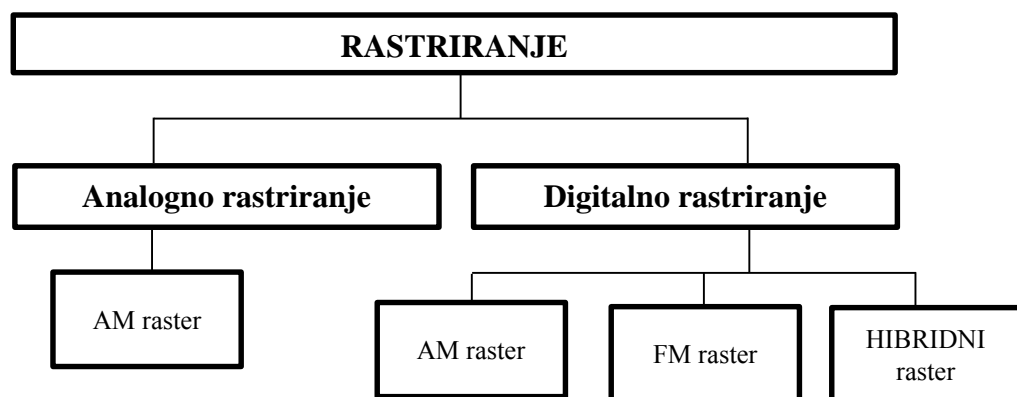 RASTRIRANJE
Analogno rastriranje
Digitalno rastriranje
AM raster
AM raster
FM raster
HIBRIDNI
raster